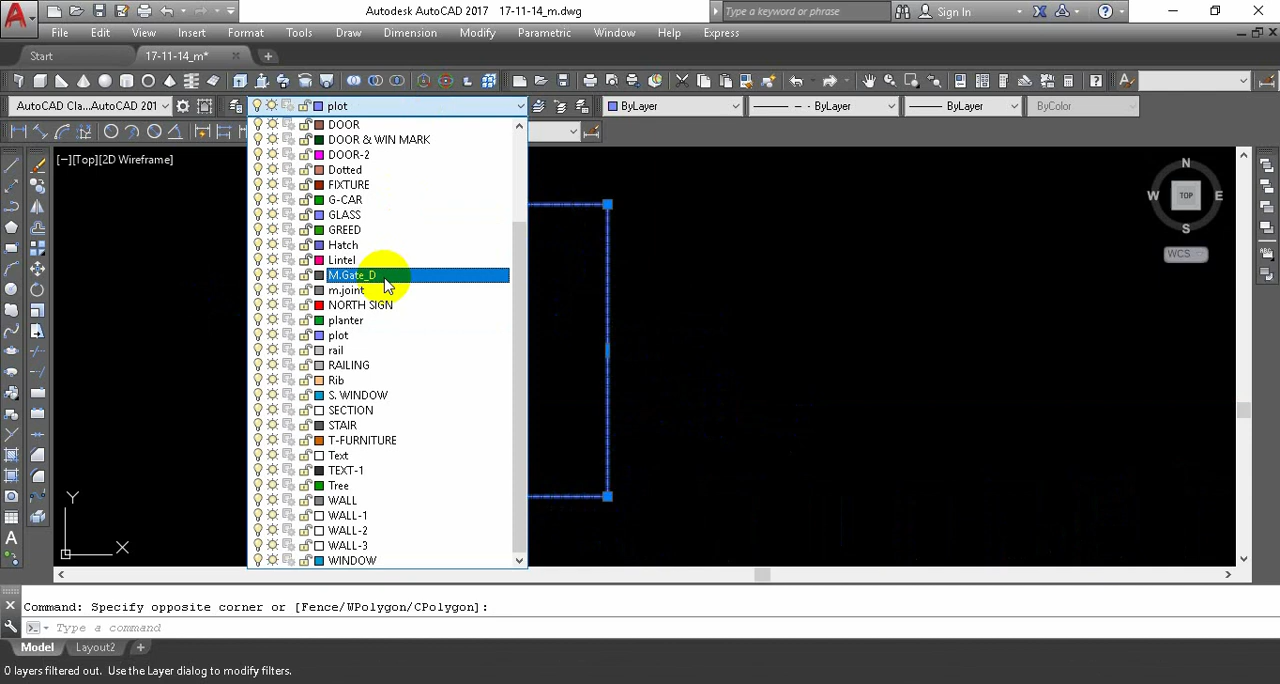 Autodesk AutoCAD 2017 17-11-14_m.dwg
Type a keyword or phrase
Sign In
File Edit View Insert Format Tools Draw Dimension Modify Parametric Window Help Express
Start 17-11-14_m*
AutoCAD Cla...AutoCAD 201 plot ByLayer ByLayer ByLayer ByColor
[−][Top][2D Wireframe]
DOOR
DOOR & WIN MARK
DOOR-2
Dotted
FIXTURE
G-CAR
GLASS
GREED
Hatch
Lintel
M.Gate_D
m.joint
NORTH SIGN
planter
plot
rail
RAILING
Rib
S. WINDOW
SECTION
STAIR
T-FURNITURE
Text
TEXT-1
Tree
WALL
WALL-1
WALL-2
WALL-3
WINDOW
N
W TOP E
S
WCS
Y
X
Command: Specify opposite corner or [Fence/WPolygon/CPolygon]:
Type a command
Model Layout2
0 layers filtered out. Use the Layer dialog to modify filters.